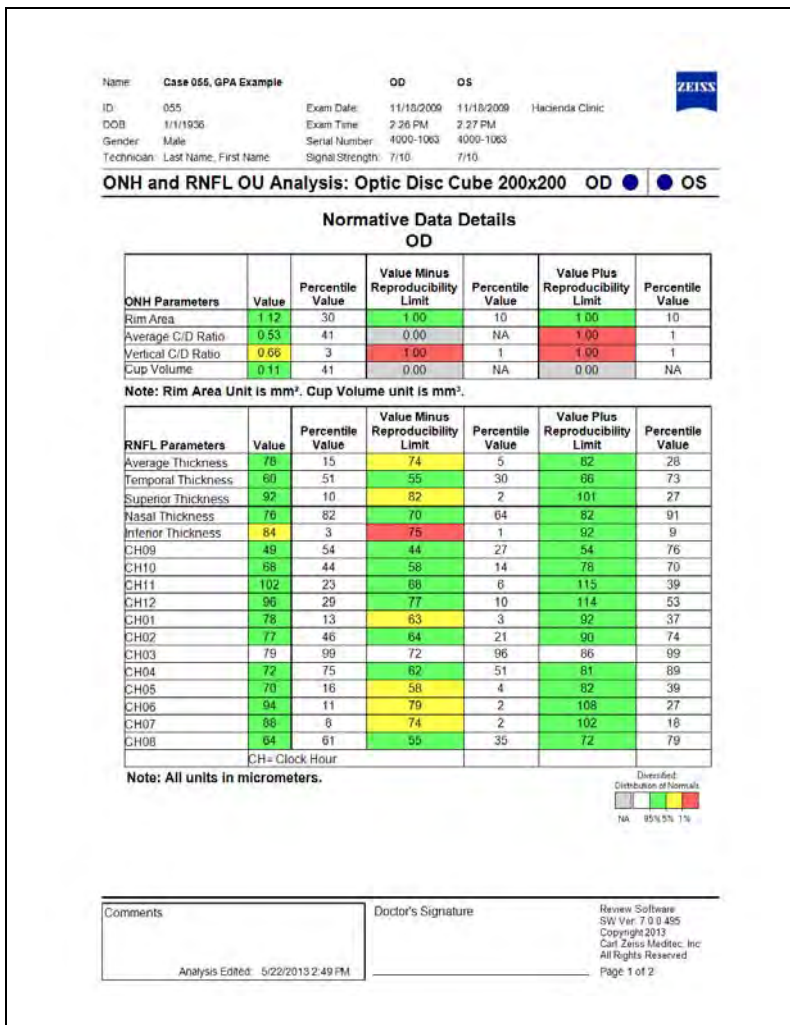 Name: Case 055, GPA Example OD OS
ZEISS
ID: 055 Exam Date: 11/18/2009 11/18/2009 Hacienda Clinic
DOB: 1/1/1936 Exam Time: 2:26 PM 2:27 PM
Gender: Male Serial Number: 4000-1063 4000-1063
Technician: Last Name, First Name Signal Strength: 7/10 7/10
ONH and RNFL OU Analysis: Optic Disc Cube 200x200 OD OS
Normative Data Details
OD
ONH Parameters Value Percentile Value Value Minus Reproducibility Limit Percentile Value Value Plus Reproducibility Limit Percentile Value
Rim Area 1.12 30 1.00 10 1.00 10
Average C/D Ratio 0.53 41 0.00 NA 1.00 1
Vertical C/D Ratio 0.66 3 1.00 1 1.00 1
Cup Volume 0.11 41 0.00 NA 0.00 NA
Note: Rim Area Unit is mm². Cup Volume unit is mm³.
RNFL Parameters Value Percentile Value Value Minus Reproducibility Limit Percentile Value Value Plus Reproducibility Limit Percentile Value
Average Thickness 78 15 74 5 82 28
Temporal Thickness 60 51 55 30 66 73
Superior Thickness 92 10 82 2 101 27
Nasal Thickness 76 82 70 64 82 91
Inferior Thickness 84 3 75 1 92 9
CH09 49 54 44 27 54 76
CH10 68 44 58 14 78 70
CH11 102 23 88 6 115 39
CH12 96 29 77 10 114 53
CH01 78 13 63 3 92 37
CH02 77 46 64 21 90 74
CH03 79 99 72 96 86 99
CH04 72 75 62 51 81 89
CH05 70 16 58 4 82 39
CH06 94 11 79 2 108 27
CH07 88 8 74 2 102 18
CH08 64 61 55 35 72 79
CH= Clock Hour
Note: All units in micrometers.
Diversified:
Distribution of Normals
NA 95% 5% 1%
Comments
Doctor's Signature
Review Software
SW Ver: 7.0.0.495
Copyright 2013
Carl Zeiss Meditec, Inc
All Rights Reserved
Analysis Edited: 5/22/2013 2:49 PM
Page 1 of 2